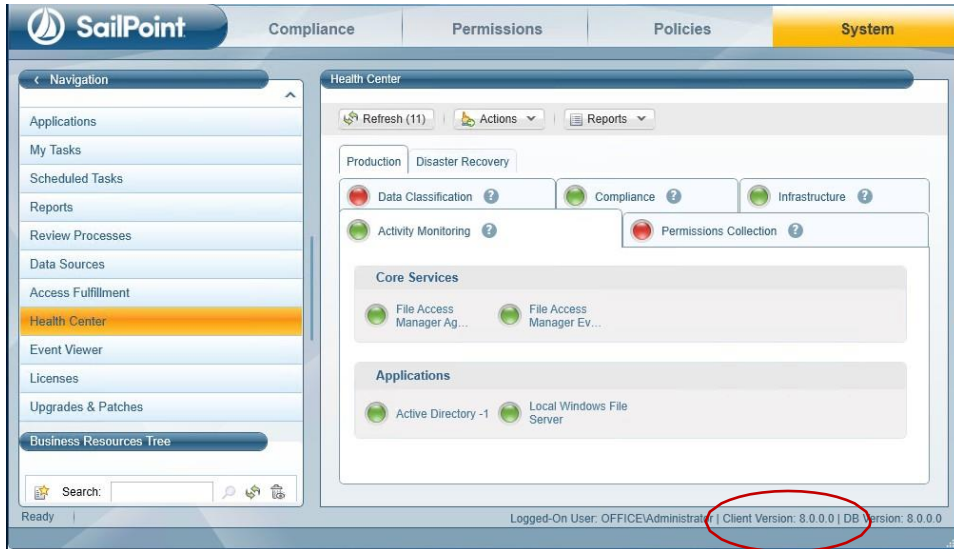 SailPoint
Compliance
Permissions
Policies
System
Navigation
Applications
My Tasks
Scheduled Tasks
Reports
Review Processes
Data Sources
Access Fulfillment
Health Center
Event Viewer
Licenses
Upgrades & Patches
Business Resources Tree
Search:
Health Center
Refresh (11)
Actions
Reports
Production
Disaster Recovery
Data Classification ?
Compliance ?
Infrastructure ?
Activity Monitoring ?
Permissions Collection ?
Core Services
File Access
Manager Ag...
File Access
Manager Ev...
Applications
Active Directory -1
Local Windows File
Server
Ready
Logged-On User: OFFICE\Administrator | Client Version: 8.0.0.0 | DB Version: 8.0.0.0